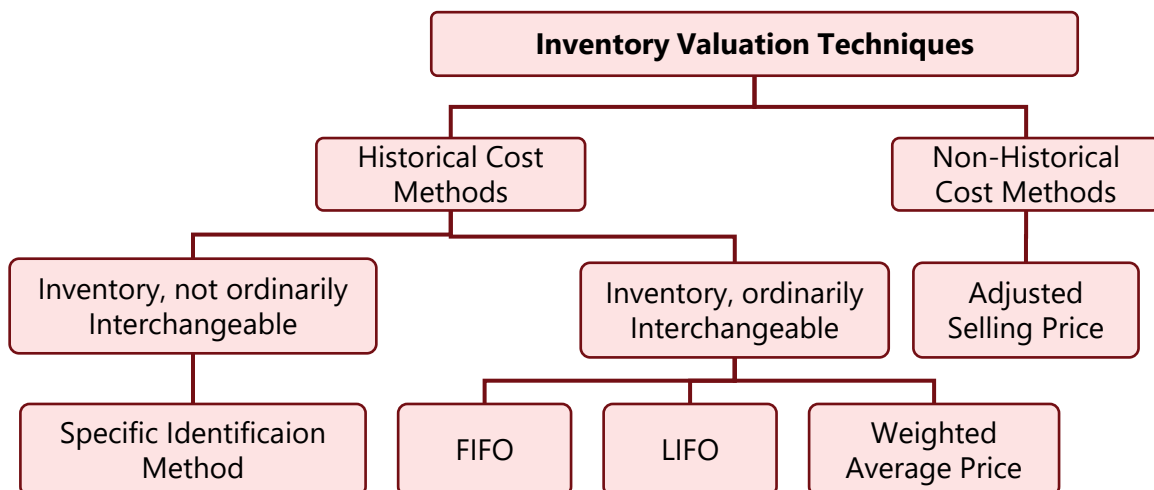 Inventory Valuation Techniques
Historical Cost
Methods
Non-Historical
Cost Methods
Inventory, not ordinarily
Interchangeable
Inventory, ordinarily
Interchangeable
Adjusted
Selling Price
Specific Identificaion
Method
FIFO
LIFO
Weighted
Average Price